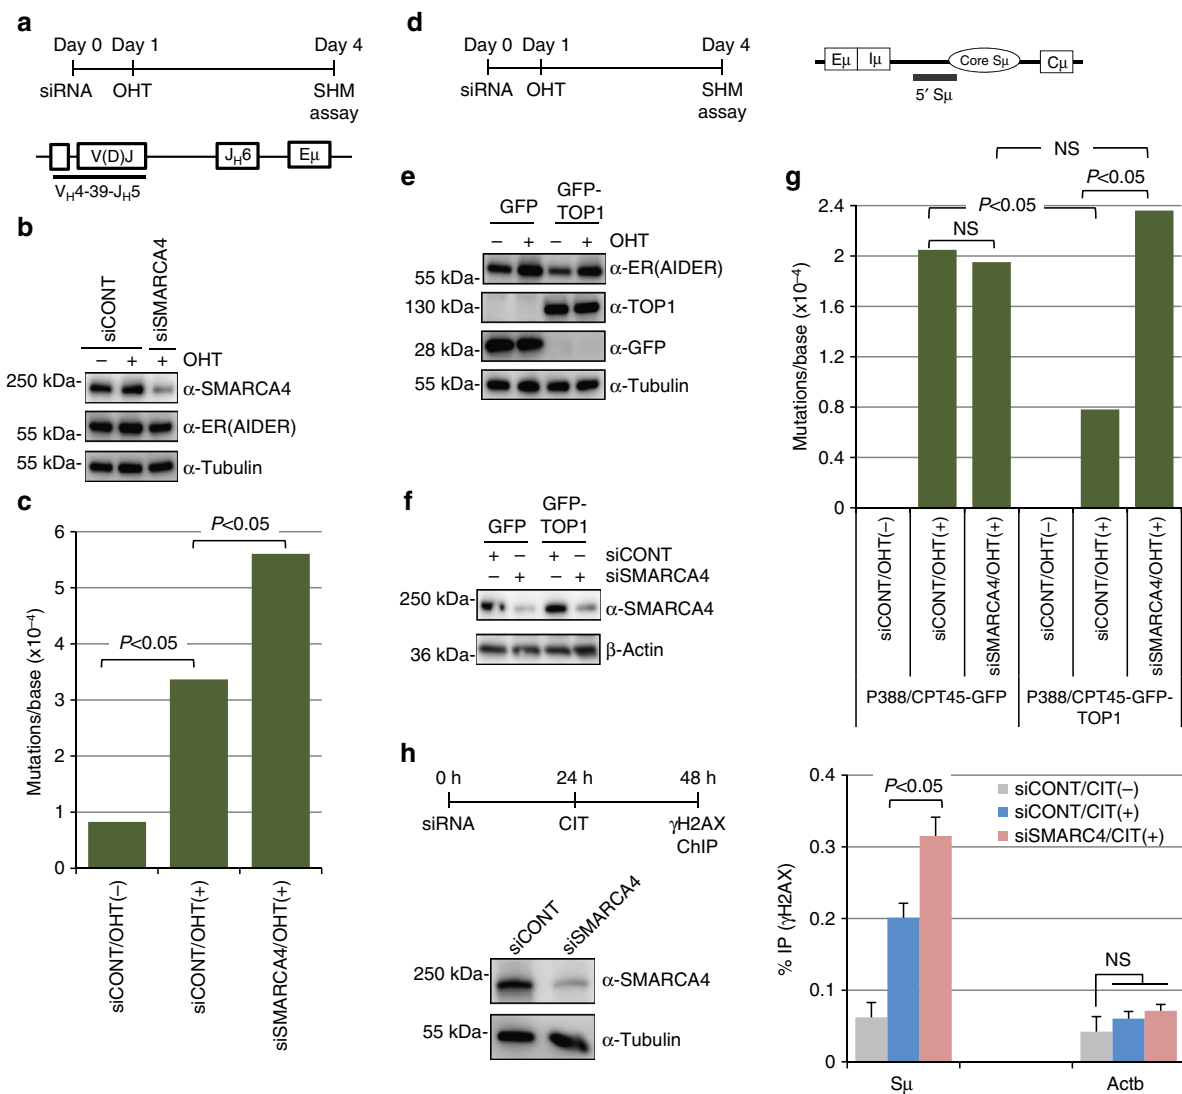 a
Day 0 Day 1 Day 4
siRNA OHT SHM
assay
V(D)J JH6 Eμ
VH4-39-JH5
b
siCONT siSMARCA4
– + + OHT
250 kDa- α-SMARCA4
55 kDa- α-ER(AIDER)
55 kDa- α-Tubulin
c
Mutations/base (x10–4)
6
5
4
3
2
1
0
P<0.05
P<0.05
siCONT/OHT(–)
siCONT/OHT(+)
siSMARCA4/OHT(+)
d
Day 0 Day 1 Day 4
siRNA OHT SHM
assay
Eμ Iμ Core Sμ Cμ
5′ Sμ
e
GFP GFP-
TOP1
– + – + OHT
55 kDa- α-ER(AIDER)
130 kDa- α-TOP1
28 kDa- α-GFP
55 kDa- α-Tubulin
f
GFP GFP-
TOP1
+ – + – siCONT
– + – + siSMARCA4
250 kDa- α-SMARCA4
36 kDa- β-Actin
g
Mutations/base (x10–4)
2.4
2
1.6
1.2
0.8
0.4
0
NS
P<0.05
P<0.05
NS
siCONT/OHT(–)
siCONT/OHT(+)
siSMARCA4/OHT(+)
siCONT/OHT(–)
siCONT/OHT(+)
siSMARCA4/OHT(+)
P388/CPT45-GFP P388/CPT45-GFP-
TOP1
h
0 h 24 h 48 h
siRNA CIT γH2AX
ChIP
siCONT siSMARCA4
250 kDa- α-SMARCA4
55 kDa- α-Tubulin
% IP (γH2AX)
0.4
0.3
0.2
0.1
0
P<0.05
siCONT/CIT(–)
siCONT/CIT(+)
siSMARC4/CIT(+)
NS
Sμ Actb